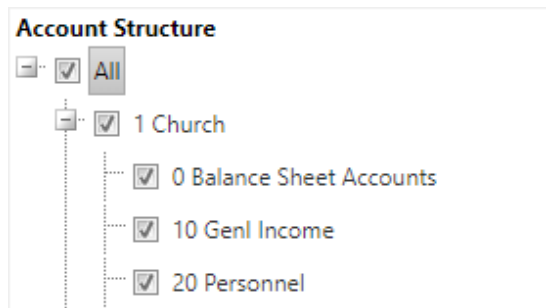 Account Structure
All
1 Church
0 Balance Sheet Accounts
10 Genl Income
20 Personnel